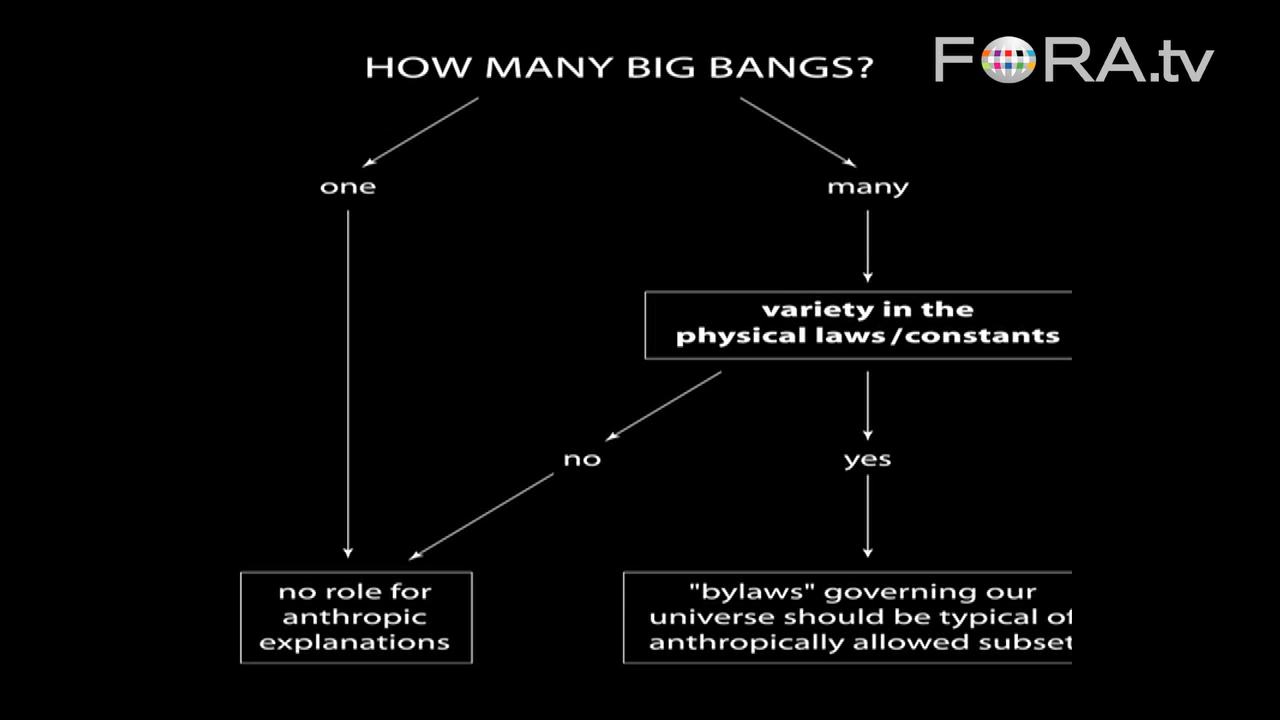 HOW MANY BIG BANGS?
FORA.tv
one
many
variety in the
physical laws/constants
no
yes
no role for
anthropic
explanations
"bylaws" governing our
universe should be typical of
anthropically allowed subset